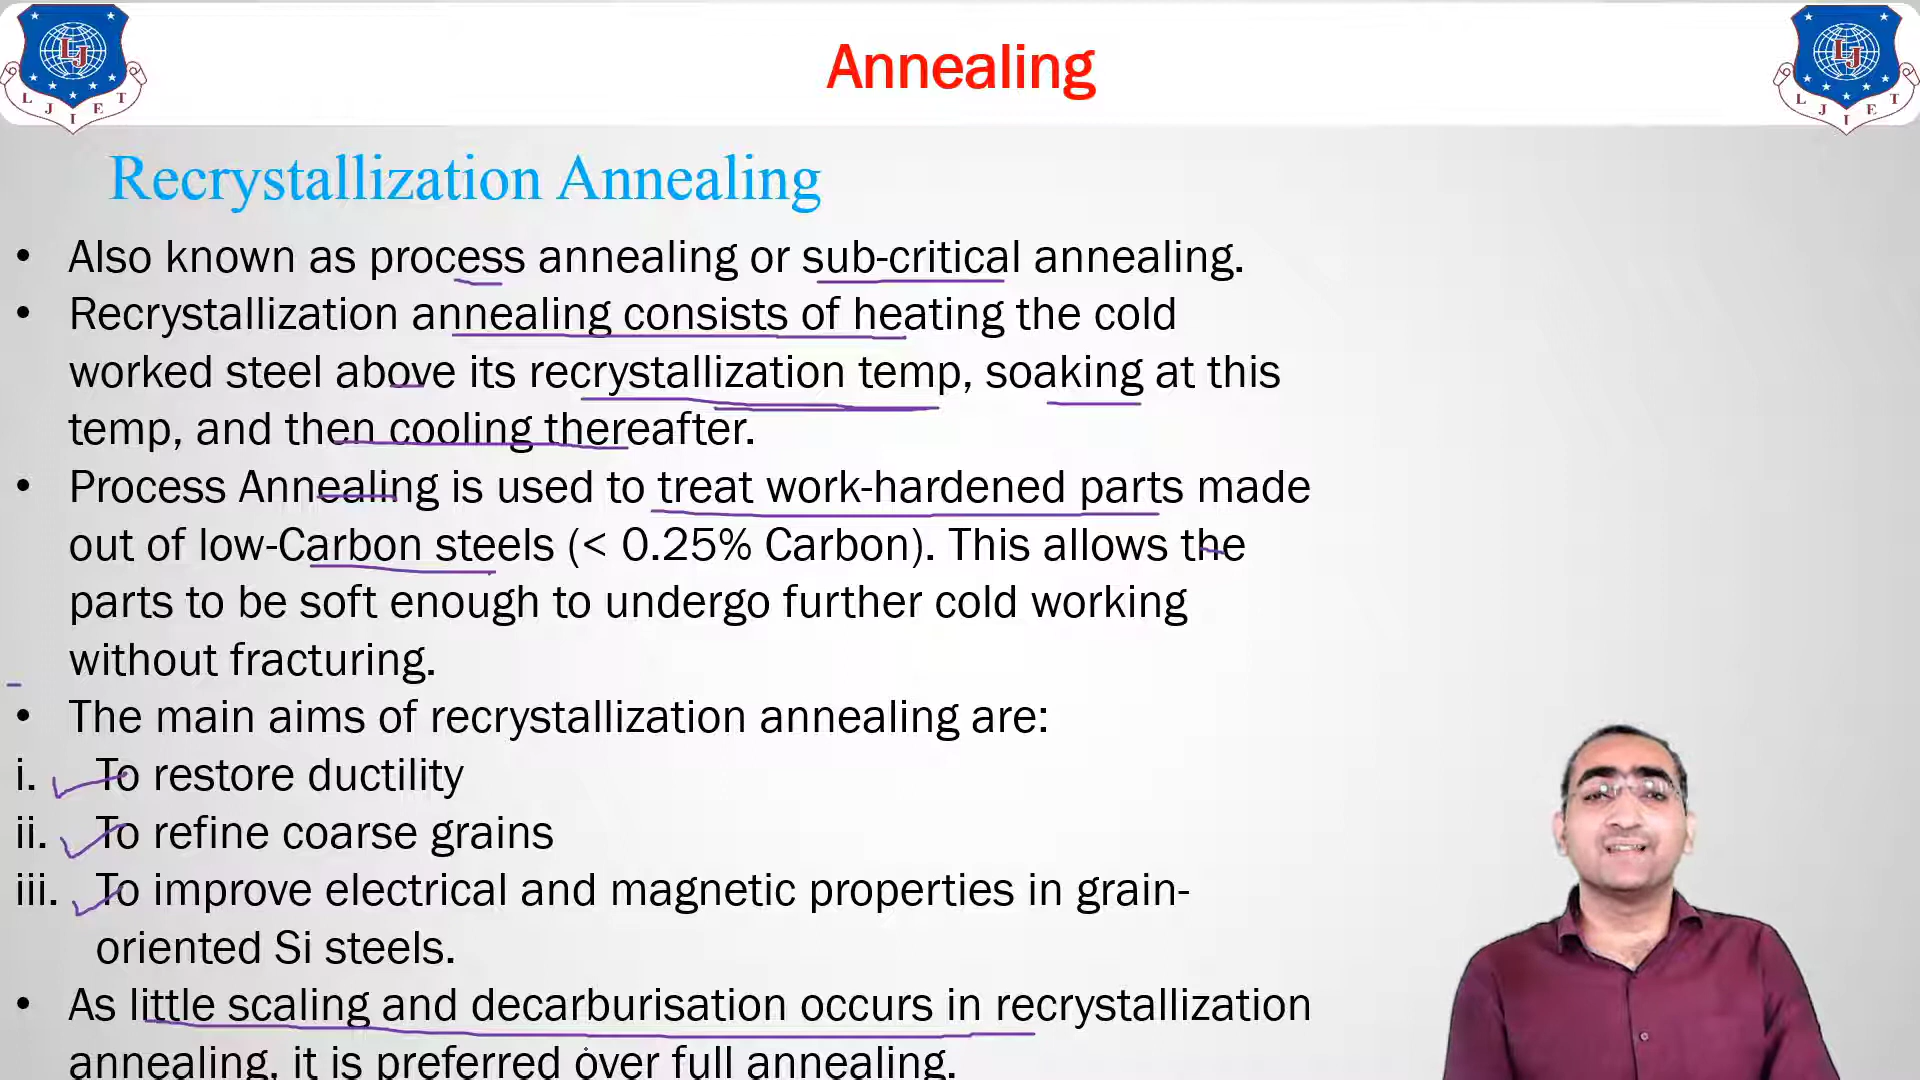 Annealing
LJ
L J I E T
LJ
L J I E T
Recrystallization Annealing
• Also known as process annealing or sub-critical annealing.
• Recrystallization annealing consists of heating the cold
worked steel above its recrystallization temp, soaking at this
temp, and then cooling thereafter.
• Process Annealing is used to treat work-hardened parts made
out of low-Carbon steels (< 0.25% Carbon). This allows the
parts to be soft enough to undergo further cold working
without fracturing.
• The main aims of recrystallization annealing are:
i. To restore ductility
ii. To refine coarse grains
iii. To improve electrical and magnetic properties in grain-
oriented Si steels.
• As little scaling and decarburisation occurs in recrystallization
annealing, it is preferred over full annealing.